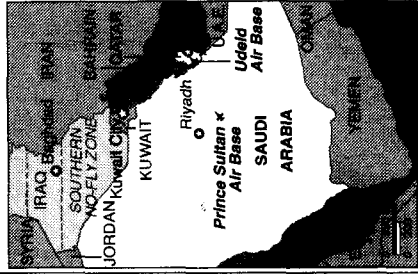 SYRIA
IRAQ
Baghdad
IRAN
SOUTHERN
NO-FLY ZONE
JORDAN
Kuwait City
KUWAIT
BAHRAIN
QATAR
Riyadh
U.A.E.
Udeid
Air Base
Prince Sultan
Air Base
SAUDI
ARABIA
OMAN
YEMEN